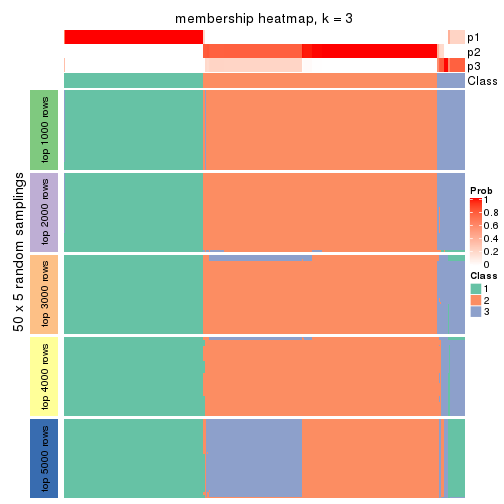 membership heatmap, k = 3
p1
p2
p3
Class
50 x 5 random samplings
top 1000 rows
top 2000 rows
top 3000 rows
top 4000 rows
top 5000 rows
Prob
1
0.8
0.6
0.4
0.2
0
Class
1
2
3